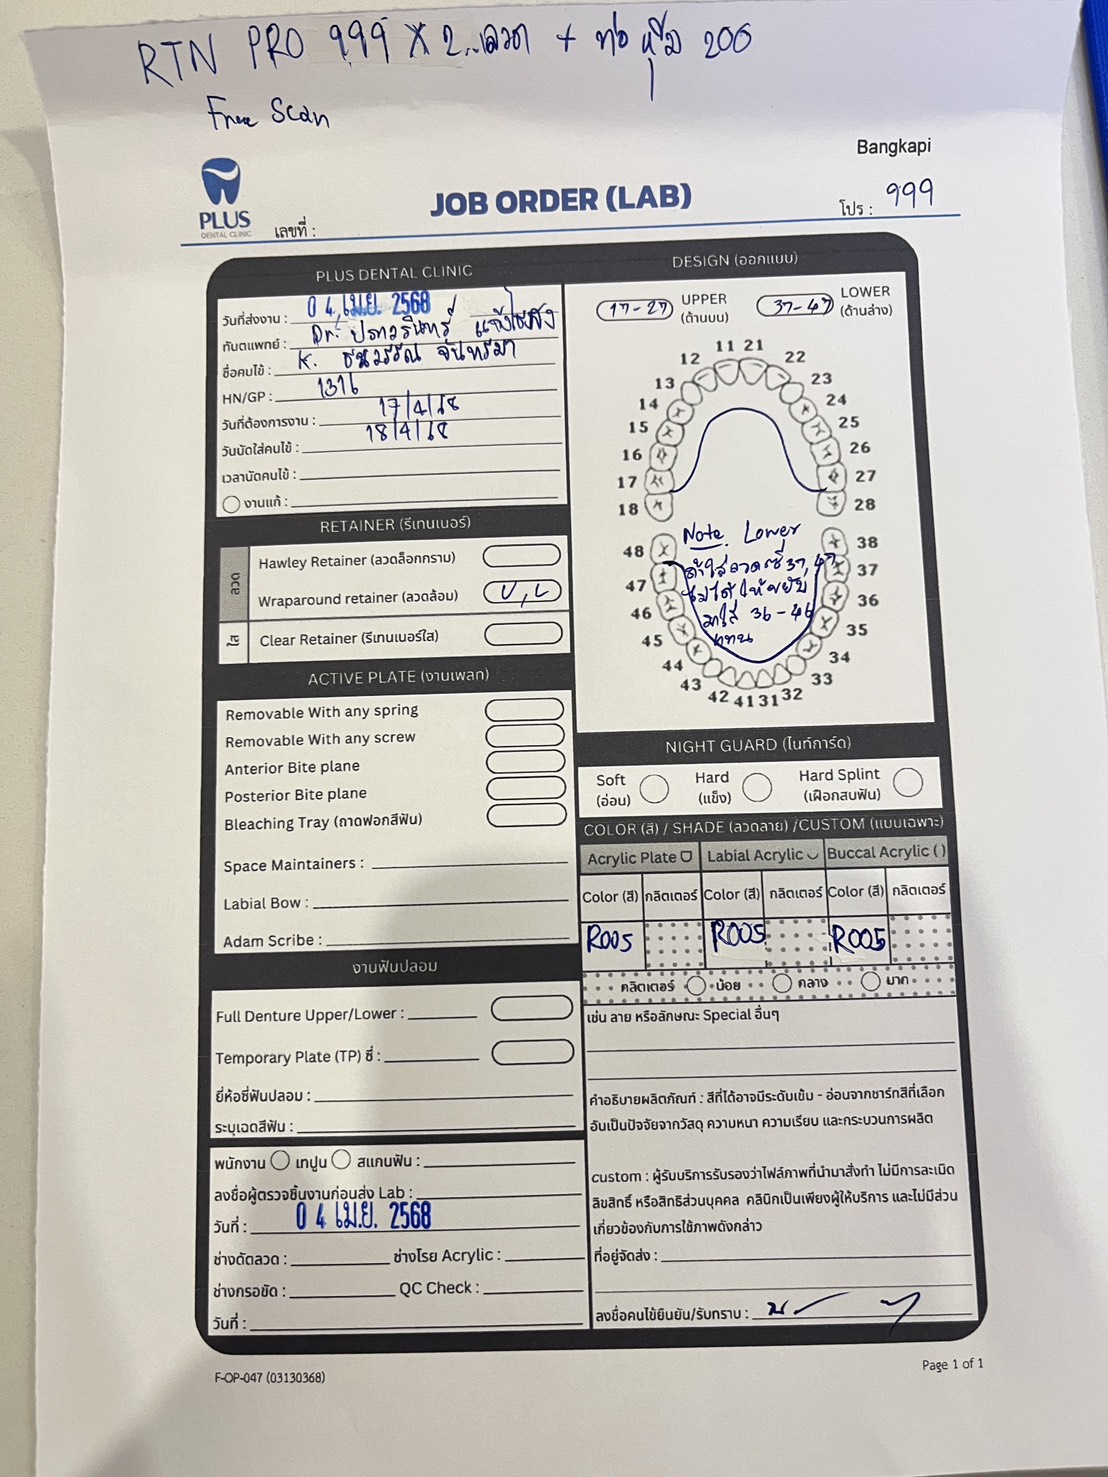 RTN PRO 999 x 2 ลวด + ท่อหุ้ม 200
Free Scan
Bangkapi
PLUS
DENTAL CLINIC
เลขที่ :
JOB ORDER (LAB)
โปร : 999
PLUS DENTAL CLINIC
วันที่ส่งงาน : 04 เม.ย. 2568
ทันตแพทย์ : Dr.
ชื่อคนไข้ : K. ธนวรรณ จันทรีมา
HN/GP : 1316
วันที่ต้องการงาน : 17/4/68
วันนัดใส่คนไข้ : 18/4/68
เวลานัดคนไข้ :
งานแก้ :
RETAINER (รีเทนเนอร์)
ลวด
Hawley Retainer (ลวดล็อกกราม)
Wraparound retainer (ลวดล้อม) U, L
ใส
Clear Retainer (รีเทนเนอร์ใส)
ACTIVE PLATE (งานเพลท)
Removable With any spring
Removable With any screw
Anterior Bite plane
Posterior Bite plane
Bleaching Tray (ถาดฟอกสีฟัน)
Space Maintainers :
Labial Bow :
Adam Scribe :
งานฟันปลอม
Full Denture Upper/Lower :
Temporary Plate (TP) ซี่ :
ยี่ห้อซี่ฟันปลอม :
ระบุเฉดสีฟัน :
พนักงาน เทปูน สแกนฟัน :
ลงชื่อผู้ตรวจชิ้นงานก่อนส่ง Lab :
วันที่ : 04 เม.ย. 2568
ช่างดัดลวด : ช่างโรย Acrylic :
ช่างกรอขัด : QC Check :
วันที่ :
DESIGN (ออกแบบ)
17-27 UPPER (ด้านบน) 37-47 LOWER (ด้านล่าง)
11 21
12 22
13 23
14 24
15 25
16 26
17 27
18 28
48 38
47 37
46 36
45 35
44 34
43 33
42 41 31 32
Note. Lower
ถ้าใส่ลวดซี่ 37, 47
ไม่ได้ ให้ขยับ
มาใส่ 36-46
แทน
NIGHT GUARD (ไนท์การ์ด)
Soft (อ่อน) Hard (แข็ง) Hard Splint (เฝือกสบฟัน)
COLOR (สี) / SHADE (ลวดลาย) /CUSTOM (แบบเฉพาะ)
Acrylic Plate Labial Acrylic Buccal Acrylic ( )
Color (สี) กลิตเตอร์ Color (สี) กลิตเตอร์ Color (สี) กลิตเตอร์
R005 R005 R005
กลิตเตอร์ น้อย กลาง มาก
เช่น ลาย หรือลักษณะ Special อื่นๆ
คำอธิบายผลิตภัณฑ์ : สีที่ได้อาจมีระดับเข้ม - อ่อนจากชาร์ทสีที่เลือก
อันเป็นปัจจัยจากวัสดุ ความหนา ความเรียบ และกระบวนการผลิต
custom : ผู้รับบริการรับรองว่าไฟล์ภาพที่นำมาสั่งทำ ไม่มีการละเมิด
ลิขสิทธิ์ หรือสิทธิส่วนบุคคล คลินิกเป็นเพียงผู้ให้บริการ และไม่มีส่วน
เกี่ยวข้องกับการใช้ภาพดังกล่าว
ที่อยู่จัดส่ง :
ลงชื่อคนไข้ยืนยัน/รับทราบ :
F-OP-047 (03130368)
Page 1 of 1